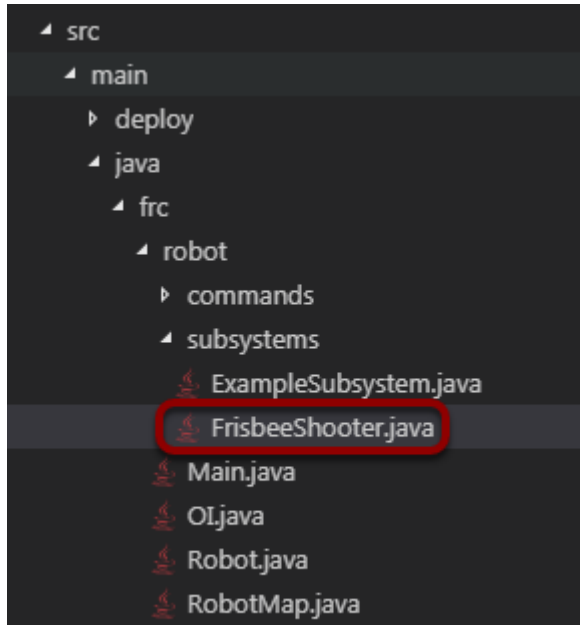 src
main
deploy
java
frc
robot
commands
subsystems
ExampleSubsystem.java
FrisbeeShooter.java
Main.java
OI.java
Robot.java
RobotMap.java